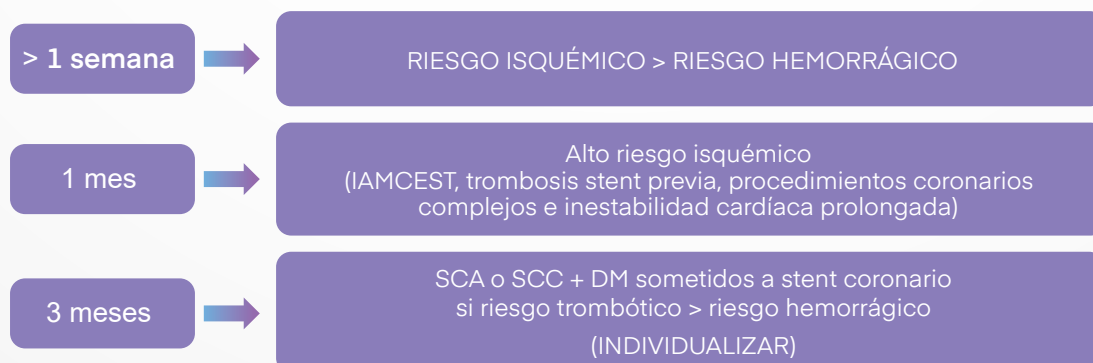 > 1 semana
RIESGO ISQUÉMICO > RIESGO HEMORRÁGICO
1 mes
Alto riesgo isquémico
(IAMCEST, trombosis stent previa, procedimientos coronarios
complejos e inestabilidad cardíaca prolongada)
3 meses
SCA o SCC + DM sometidos a stent coronario
si riesgo trombótico > riesgo hemorrágico
(INDIVIDUALIZAR)